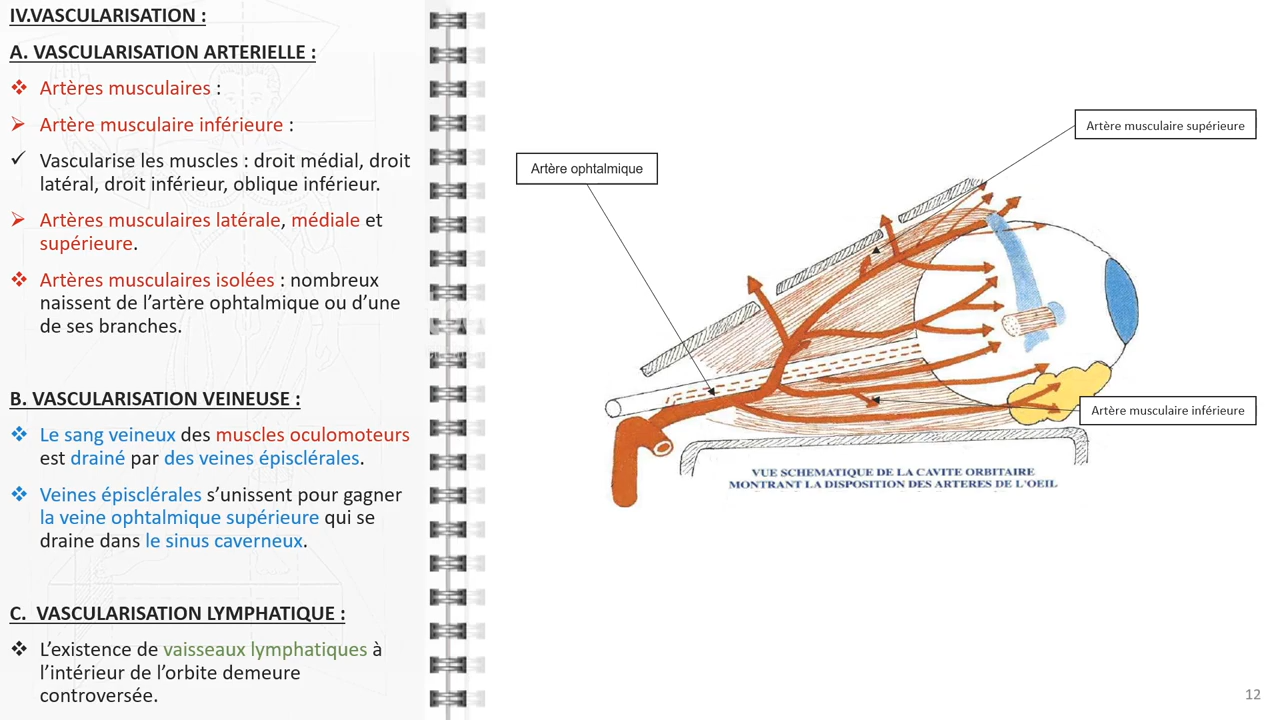 IV.VASCULARISATION :
A. VASCULARISATION ARTERIELLE :
❖ Artères musculaires :
➢ Artère musculaire inférieure :
✓ Vascularise les muscles : droit médial, droit
latéral, droit inférieur, oblique inférieur.
➢ Artères musculaires latérale, médiale et
supérieure.
❖ Artères musculaires isolées : nombreux
naissent de l’artère ophtalmique ou d’une
de ses branches.
B. VASCULARISATION VEINEUSE :
❖ Le sang veineux des muscles oculomoteurs
est drainé par des veines épisclérales.
❖ Veines épisclérales s’unissent pour gagner
la veine ophtalmique supérieure qui se
draine dans le sinus caverneux.
C. VASCULARISATION LYMPHATIQUE :
❖ L’existence de vaisseaux lymphatiques à
l’intérieur de l’orbite demeure
controversée.
Artère musculaire supérieure
Artère ophtalmique
Artère musculaire inférieure
VUE SCHEMATIQUE DE LA CAVITE ORBITAIRE
MONTRANT LA DISPOSITION DES ARTERES DE L'OEIL
12